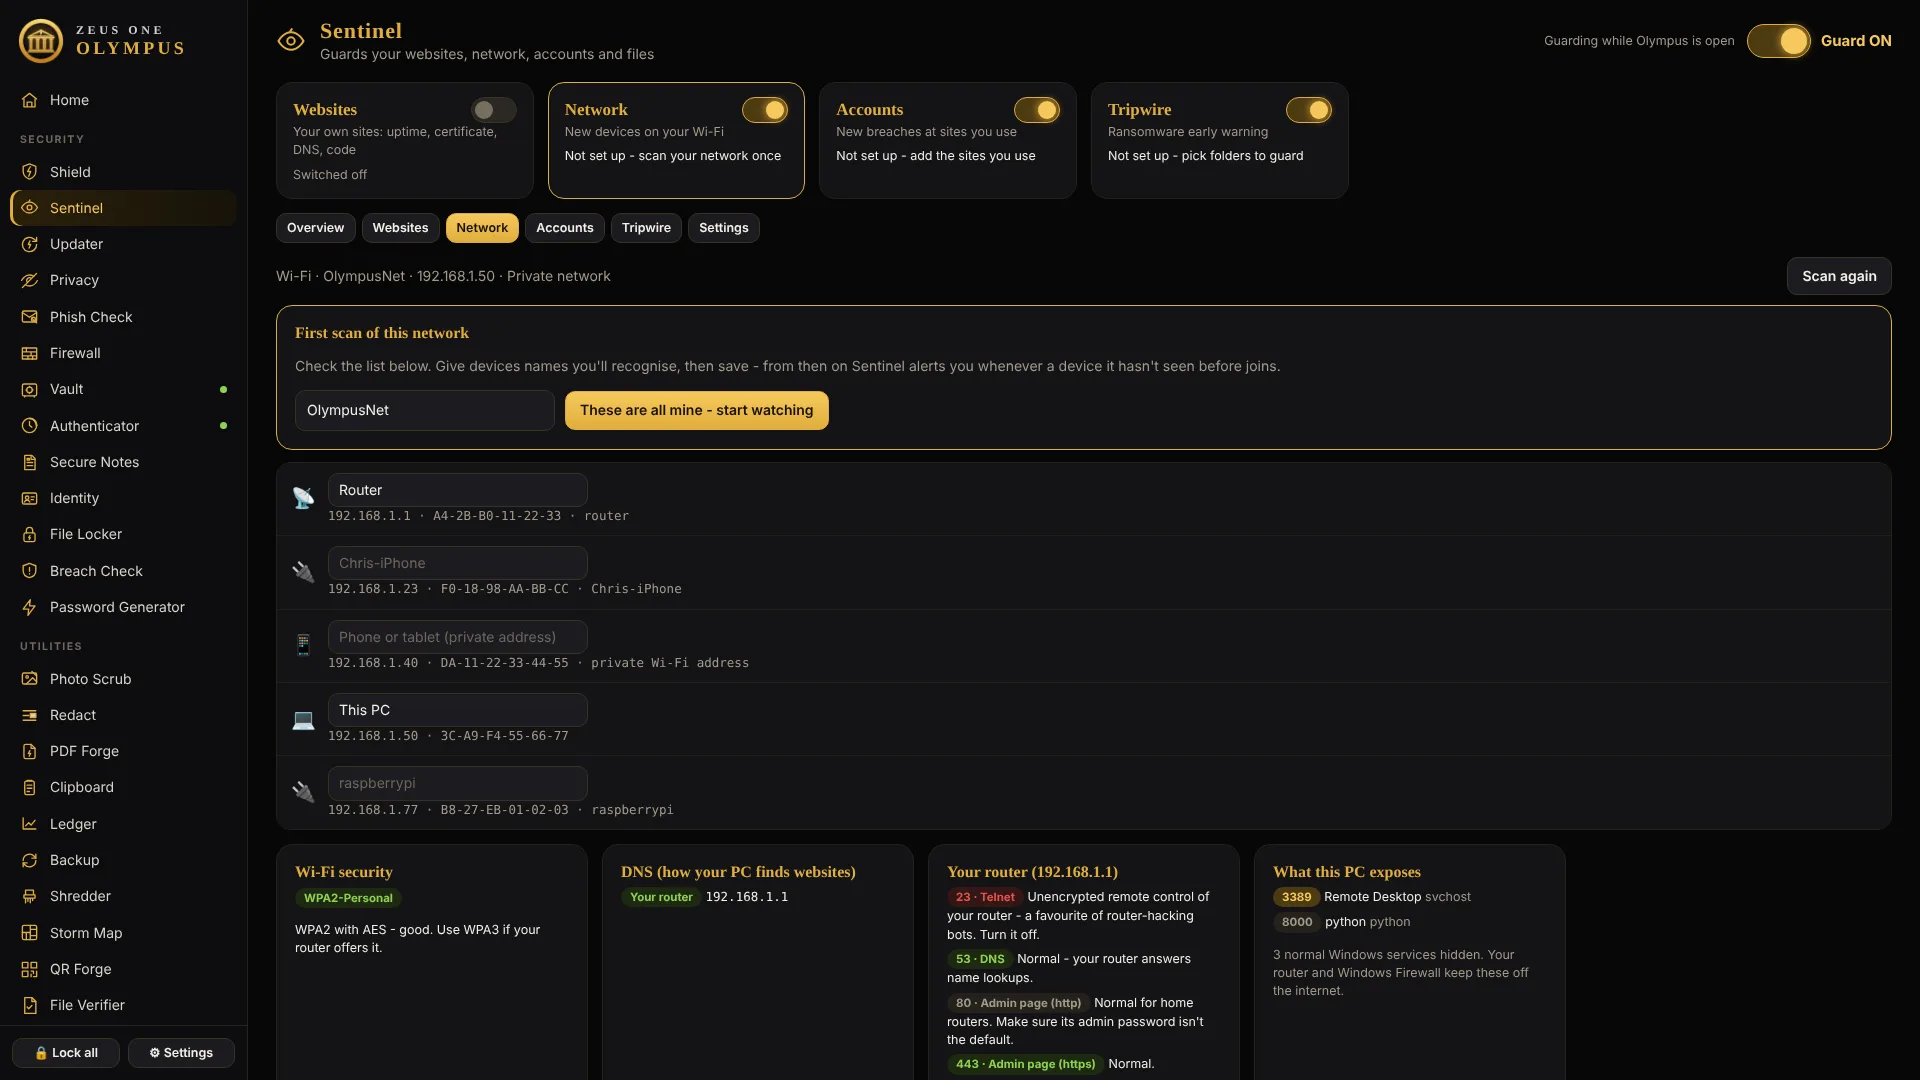 ZEUS ONE
OLYMPUS
Home
SECURITY
Shield
Sentinel
Updater
Privacy
Phish Check
Firewall
Vault
Authenticator
Secure Notes
Identity
File Locker
Breach Check
Password Generator
UTILITIES
Photo Scrub
Redact
PDF Forge
Clipboard
Ledger
Backup
Shredder
Storm Map
QR Forge
File Verifier
Lock all
Settings
Sentinel
Guards your websites, network, accounts and files
Guarding while Olympus is open
Guard ON
Websites
Your own sites: uptime, certificate,
DNS, code
Switched off
Network
New devices on your Wi-Fi
Not set up - scan your network once
Accounts
New breaches at sites you use
Not set up - add the sites you use
Tripwire
Ransomware early warning
Not set up - pick folders to guard
Overview
Websites
Network
Accounts
Tripwire
Settings
Wi-Fi · OlympusNet · 192.168.1.50 · Private network
Scan again
First scan of this network
Check the list below. Give devices names you'll recognise, then save - from then on Sentinel alerts you whenever a device it hasn't seen before joins.
OlympusNet
These are all mine - start watching
Router
192.168.1.1 · A4-2B-B0-11-22-33 · router
Chris-iPhone
192.168.1.23 · F0-18-98-AA-BB-CC · Chris-iPhone
Phone or tablet (private address)
192.168.1.40 · DA-11-22-33-44-55 · private Wi-Fi address
This PC
192.168.1.50 · 3C-A9-F4-55-66-77
raspberrypi
192.168.1.77 · B8-27-EB-01-02-03 · raspberrypi
Wi-Fi security
WPA2-Personal
WPA2 with AES - good. Use WPA3 if your
router offers it.
DNS (how your PC finds websites)
Your router 192.168.1.1
Your router (192.168.1.1)
23 · Telnet Unencrypted remote control of
your router - a favourite of router-hacking
bots. Turn it off.
53 · DNS Normal - your router answers
name lookups.
80 · Admin page (http) Normal for home
routers. Make sure its admin password isn't
the default.
443 · Admin page (https) Normal.
What this PC exposes
3389 Remote Desktop svchost
8000 python python
3 normal Windows services hidden. Your
router and Windows Firewall keep these off
the internet.